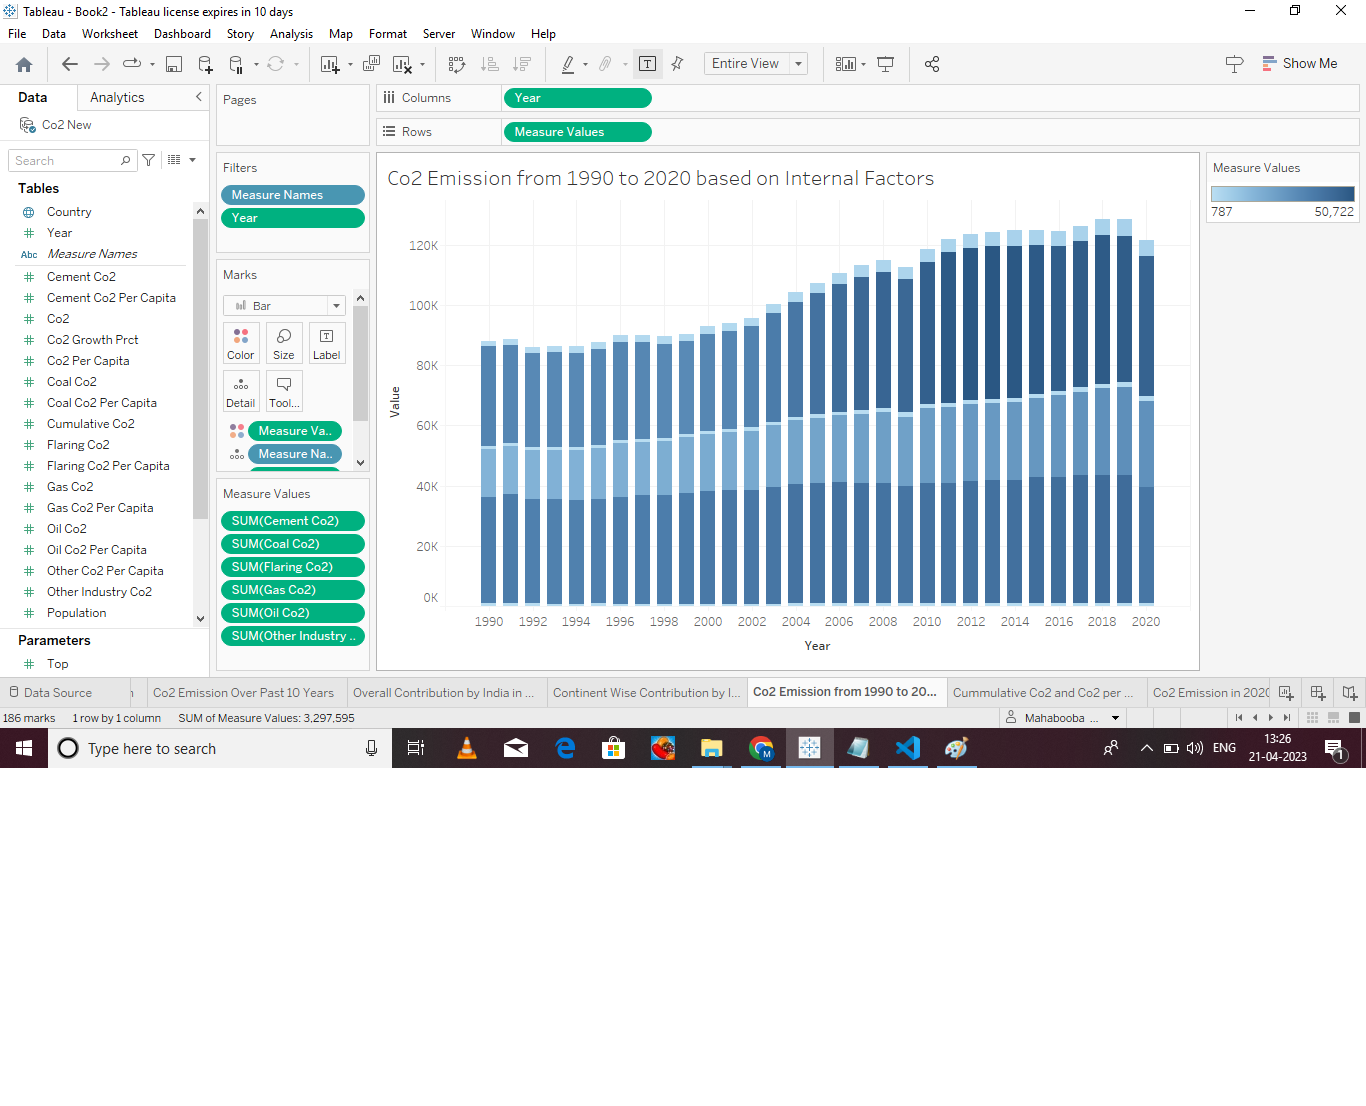 Tableau - Book2 - Tableau license expires in 10 days
File Data Worksheet Dashboard Story Analysis Map Format Server Window Help
Entire View
Show Me
Data Analytics
Co2 New
Search
Tables
Country
Year
Abc Measure Names
Cement Co2
Cement Co2 Per Capita
Co2
Co2 Growth Prct
Co2 Per Capita
Coal Co2
Coal Co2 Per Capita
Cumulative Co2
Flaring Co2
Flaring Co2 Per Capita
Gas Co2
Gas Co2 Per Capita
Oil Co2
Oil Co2 Per Capita
Other Co2 Per Capita
Other Industry Co2
Population
Parameters
Top
Pages
Filters
Measure Names
Year
Marks
Bar
Color Size Label
Detail Tool...
Measure Va..
Measure Na..
Measure Values
SUM(Cement Co2)
SUM(Coal Co2)
SUM(Flaring Co2)
SUM(Gas Co2)
SUM(Oil Co2)
SUM(Other Industry ..
Columns Year
Rows Measure Values
Co2 Emission from 1990 to 2020 based on Internal Factors
120K
100K
80K
60K
40K
20K
0K
Value
1990 1992 1994 1996 1998 2000 2002 2004 2006 2008 2010 2012 2014 2016 2018 2020
Year
Measure Values
787 50,722
Data Source Co2 Emission Over Past 10 Years Overall Contribution by India in ... Continent Wise Contribution by I... Co2 Emission from 1990 to 20... Cummulative Co2 and Co2 per ... Co2 Emission in 2020
186 marks 1 row by 1 column SUM of Measure Values: 3,297,595 Mahabooba ...
Type here to search
ENG
13:26
21-04-2023
1